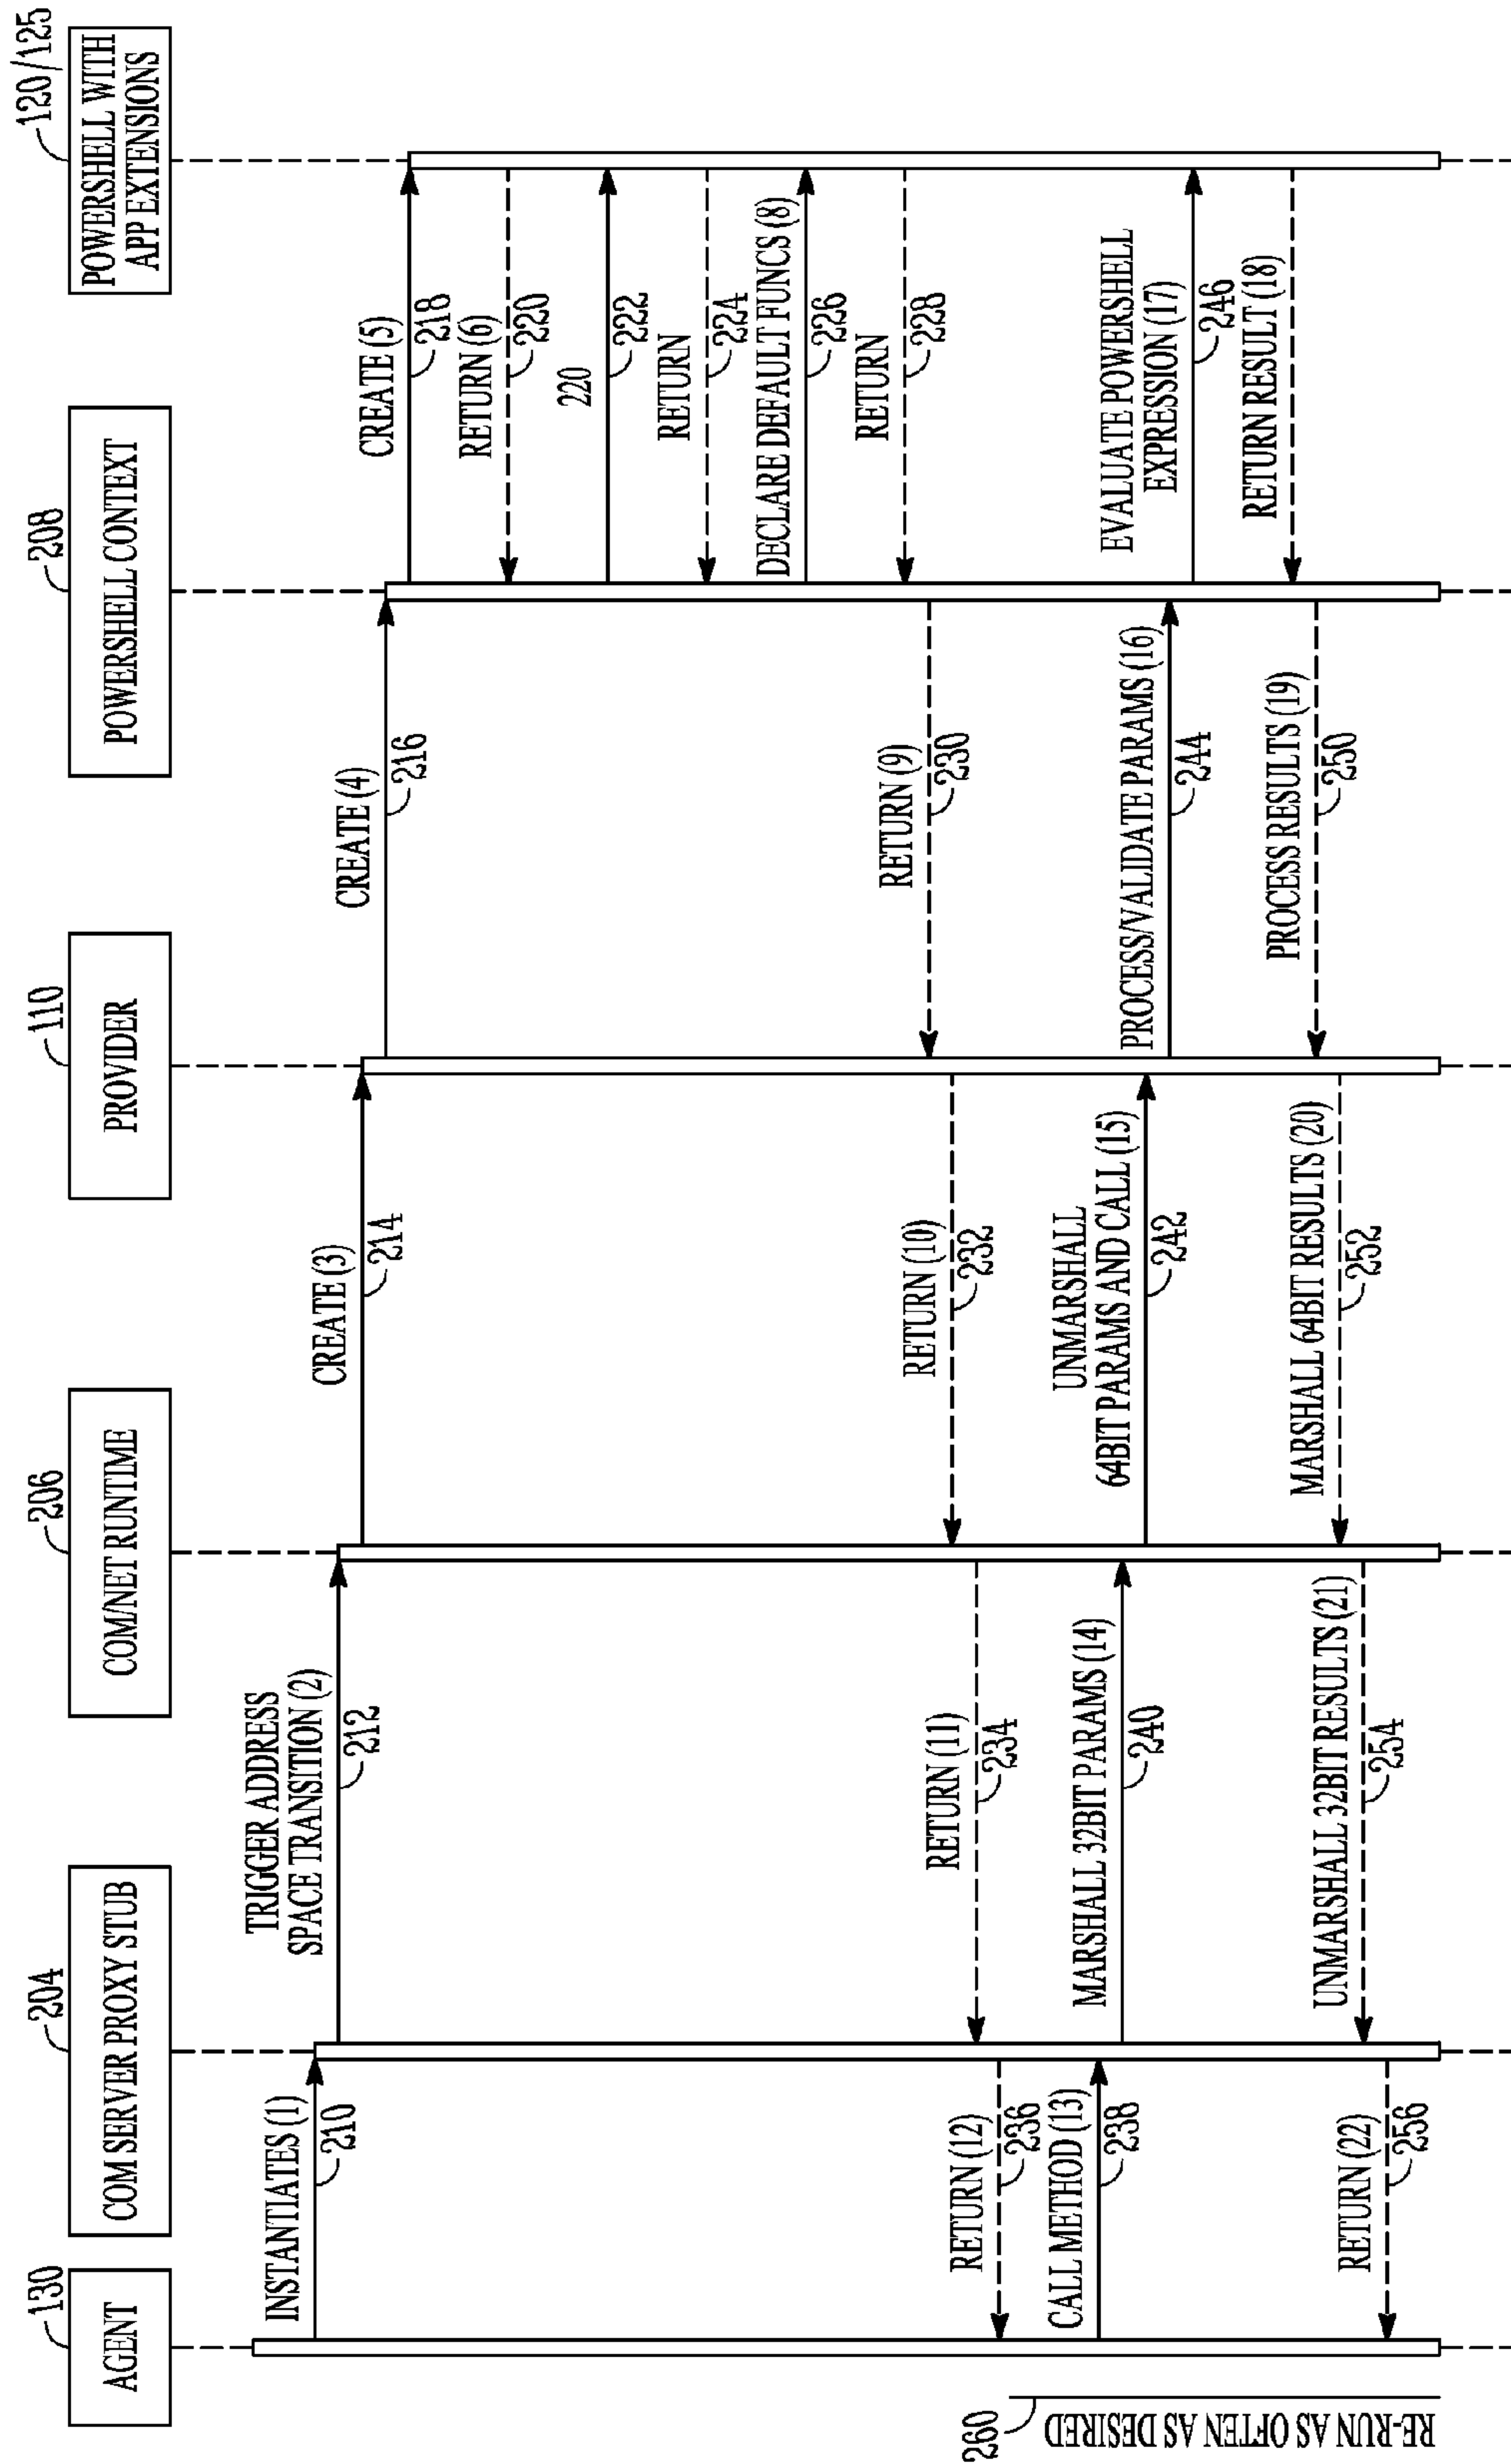 130
AGENT
204
COM SERVER PROXY STUB
206
COM/NET RUNTIME
110
PROVIDER
208
POWERSHELL CONTEXT
120/125
POWERSHELL WITH
APP EXTENSIONS
INSTANTIATES (1)
210
TRIGGER ADDRESS
SPACE TRANSITION (2)
212
CREATE (3)
214
CREATE (4)
216
CREATE (5)
218
RETURN (6)
220
220
222
RETURN
224
DECLARE DEFAULT FUNCS (8)
226
RETURN
228
RETURN (9)
230
RETURN (10)
232
RETURN (11)
234
RETURN (12)
236
CALL METHOD (13)
238
MARSHALL 32BIT PARAMS (14)
240
UNMARSHALL
64BIT PARAMS AND CALL (15)
242
PROCESS/VALIDATE PARAMS (16)
244
EVALUATE POWERSHELL
EXPRESSION (17)
246
RETURN RESULT (18)
PROCESS RESULTS (19)
250
MARSHALL 64BIT RESULTS (20)
252
UNMARSHALL 32BIT RESULTS (21)
254
RETURN (22)
256
260
RE-RUN AS OFTEN AS DESIRED